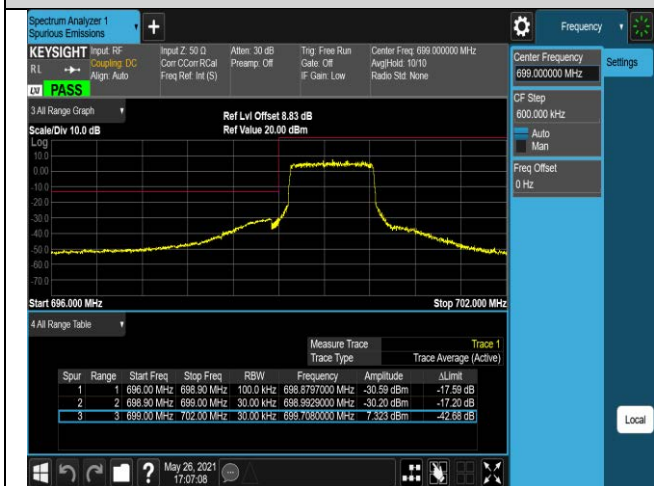 Spectrum Analyzer 1
Spurious Emissions
+
Frequency
KEYSIGHT Input: RF Input Z: 50 Ω Atten: 30 dB Trig: Free Run Center Freq: 699.000000 MHz
RL Coupling: DC Corr CCorr RCal Preamp: Off Gate: Off Avg|Hold: 10/10
Align: Auto Freq Ref: Int (S) IF Gain: Low Radio Std: None
PASS
Center Frequency
699.000000 MHz
Settings
CF Step
600.000 kHz
Auto
Man
Freq Offset
0 Hz
3 All Range Graph
Ref Lvl Offset 8.83 dB
Scale/Div 10.0 dB Ref Value 20.00 dBm
Log
10.0
0.00
-10.0
-20.0
-30.0
-40.0
-50.0
-60.0
-70.0
Start 696.000 MHz Stop 702.000 MHz
4 All Range Table
Measure Trace Trace 1
Trace Type Trace Average (Active)
Spur Range Start Freq Stop Freq RBW Frequency Amplitude ΔLimit
1 1 696.00 MHz 698.90 MHz 100.0 kHz 698.8797000 MHz -30.59 dBm -17.59 dB
2 2 698.90 MHz 699.00 MHz 30.00 kHz 698.9929000 MHz -30.20 dBm -17.20 dB
3 3 699.00 MHz 702.00 MHz 30.00 kHz 699.7080000 MHz 7.323 dBm -42.68 dB
Local
?
May 26, 2021
17:07:08